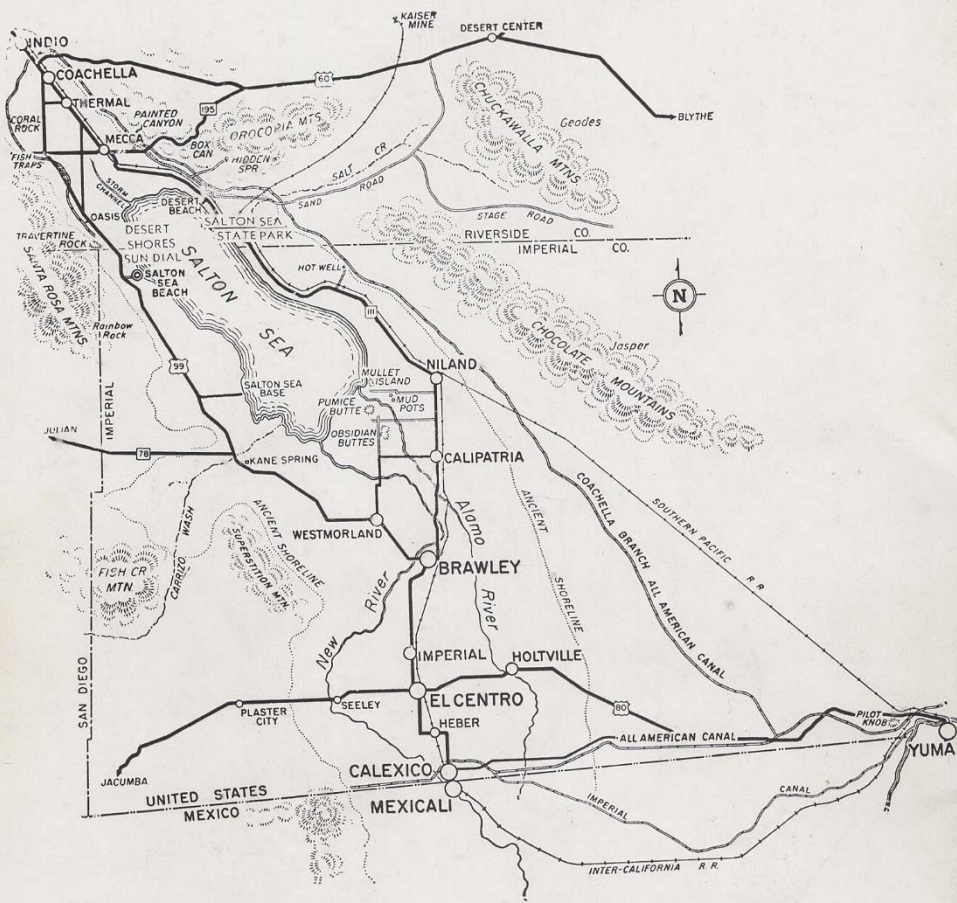 KAISER
MINE
DESERT CENTER
INDIO
COACHELLA
60
THERMAL
CORAL
ROCK
PAINTED
CANYON
195
OROCOPIA MTS.
CHUCKAWALLA MTNS
Geodes
BLYTHE
MECCA
BOX
CAN
'FISH
TRAPS'
HIDDEN
SPR
SALT CR
SAND ROAD
STORM
CHANNEL
DESERT
BEACH
OASIS
SALTON SEA
STATE PARK
STAGE ROAD
RIVERSIDE CO.
IMPERIAL CO.
TRAVERTINE
ROCK
DESERT
SHORES
SUN DIAL
SALTON
SEA
BEACH
HOT WELL
SANTA ROSA MTNS
SALTON
SEA
N
111
Rainbow
Rock
CHOCOLATE MOUNTAINS
Jasper
99
NILAND
MULLET
ISLAND
SALTON SEA
BASE
PUMICE
BUTTE
MUD
POTS
IMPERIAL
OBSIDIAN
BUTTES
JULIAN
78
KANE SPRING
CALIPATRIA
COACHELLA BRANCH ALL AMERICAN CANAL
SOUTHERN PACIFIC R.R
ANCIENT SHORELINE
Alamo River
WESTMORLAND
CARRIZO WASH
ANCIENT SHORELINE
SUPERSTITION MTN.
FISH CR
MTN
BRAWLEY
New River
SAN DIEGO
IMPERIAL
HOLTVILLE
EL CENTRO
PLASTER
CITY
SEELEY
HEBER
80
ALL AMERICAN CANAL
PILOT
KNOB
YUMA
JACUMBA
CALEXICO
UNITED STATES
MEXICO
MEXICALI
IMPERIAL CANAL
INTER-CALIFORNIA R.R.